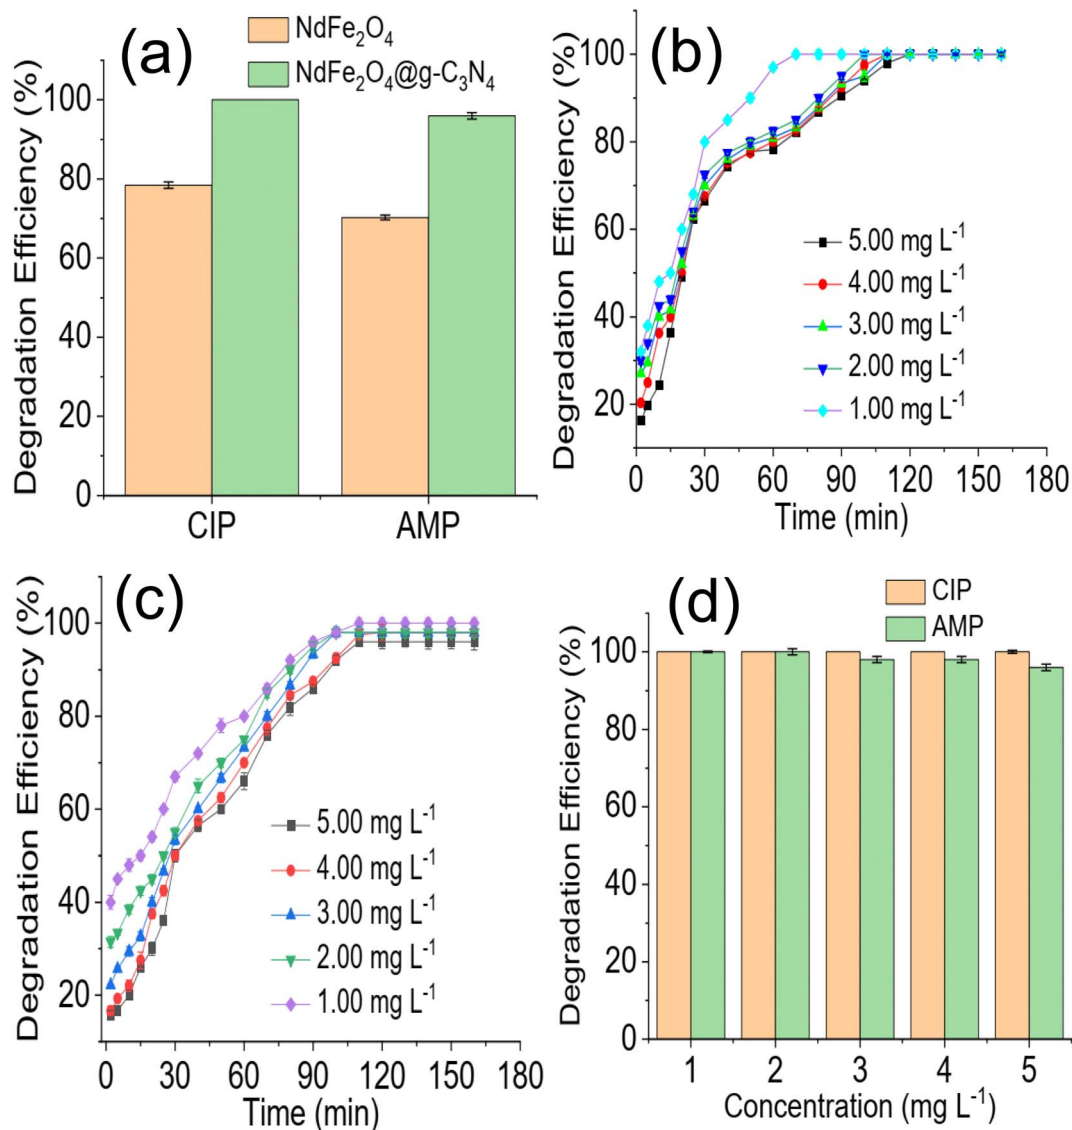 (a)
NdFe₂O₄
NdFe₂O₄@g-C₃N₄
Degradation Efficiency (%)
100
80
60
40
20
0
CIP
AMP
(b)
Degradation Efficiency (%)
100
80
60
40
20
5.00 mg L⁻¹
4.00 mg L⁻¹
3.00 mg L⁻¹
2.00 mg L⁻¹
1.00 mg L⁻¹
0
30
60
90
120
150
180
Time (min)
(c)
Degradation Efficiency (%)
100
80
60
40
20
5.00 mg L⁻¹
4.00 mg L⁻¹
3.00 mg L⁻¹
2.00 mg L⁻¹
1.00 mg L⁻¹
0
30
60
90
120
150
180
Time (min)
(d)
CIP
AMP
Degradation Efficiency (%)
100
80
60
40
20
0
1
2
3
4
5
Concentration (mg L⁻¹)